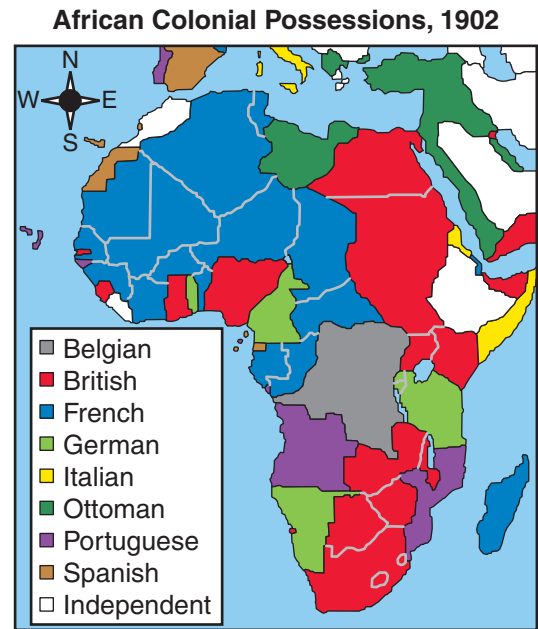 African Colonial Possessions, 1902
N
W E
S
Belgian
British
French
German
Italian
Ottoman
Portuguese
Spanish
Independent